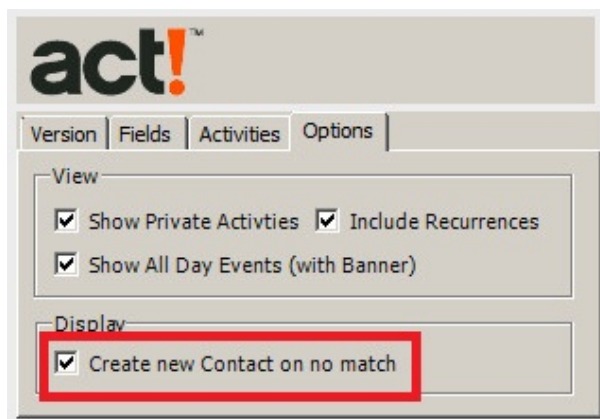 act!™
Version Fields Activities Options
View
Show Private Activties Include Recurrences
Show All Day Events (with Banner)
Display
Create new Contact on no match